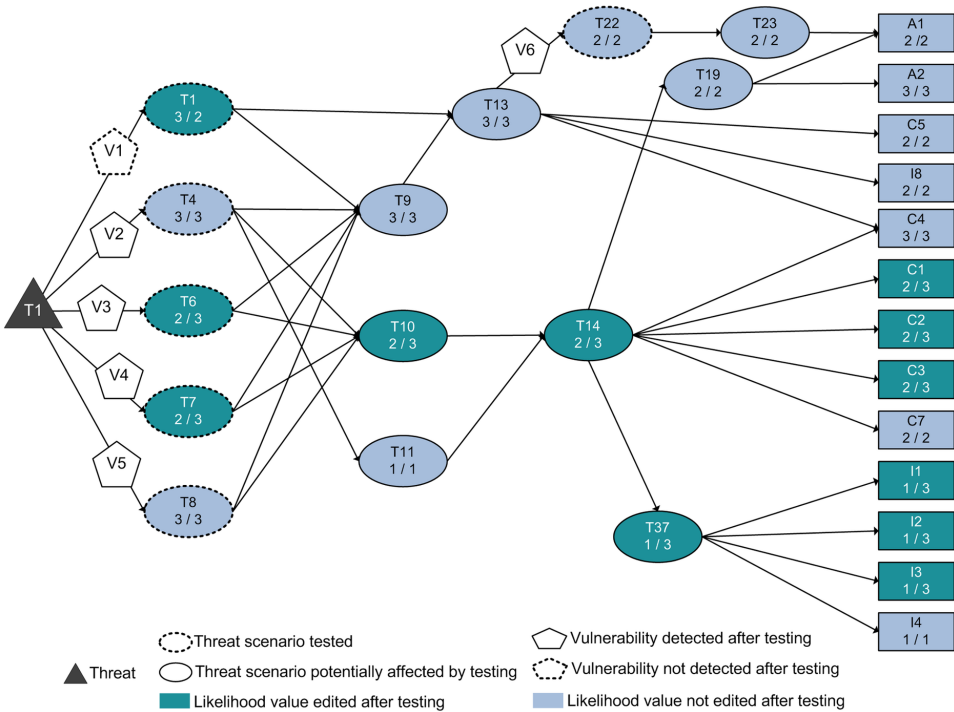 T22
2 / 2
T23
2 / 2
A1
2 /2
V6
T19
2 / 2
A2
3 / 3
T1
3 / 2
T13
3 / 3
C5
2 / 2
V1
I8
2 / 2
T4
3 / 3
T9
3 / 3
C4
3 / 3
V2
C1
2 / 3
T1
V3
T6
2 / 3
T10
2 / 3
T14
2 / 3
C2
2 / 3
V4
C3
2 / 3
T7
2 / 3
C7
2 / 2
V5
T11
1 / 1
I1
1 / 3
T8
3 / 3
T37
1 / 3
I2
1 / 3
I3
1 / 3
I4
1 / 1
Threat scenario tested
Vulnerability detected after testing
Threat
Threat scenario potentially affected by testing
Vulnerability not detected after testing
Likelihood value edited after testing
Likelihood value not edited after testing